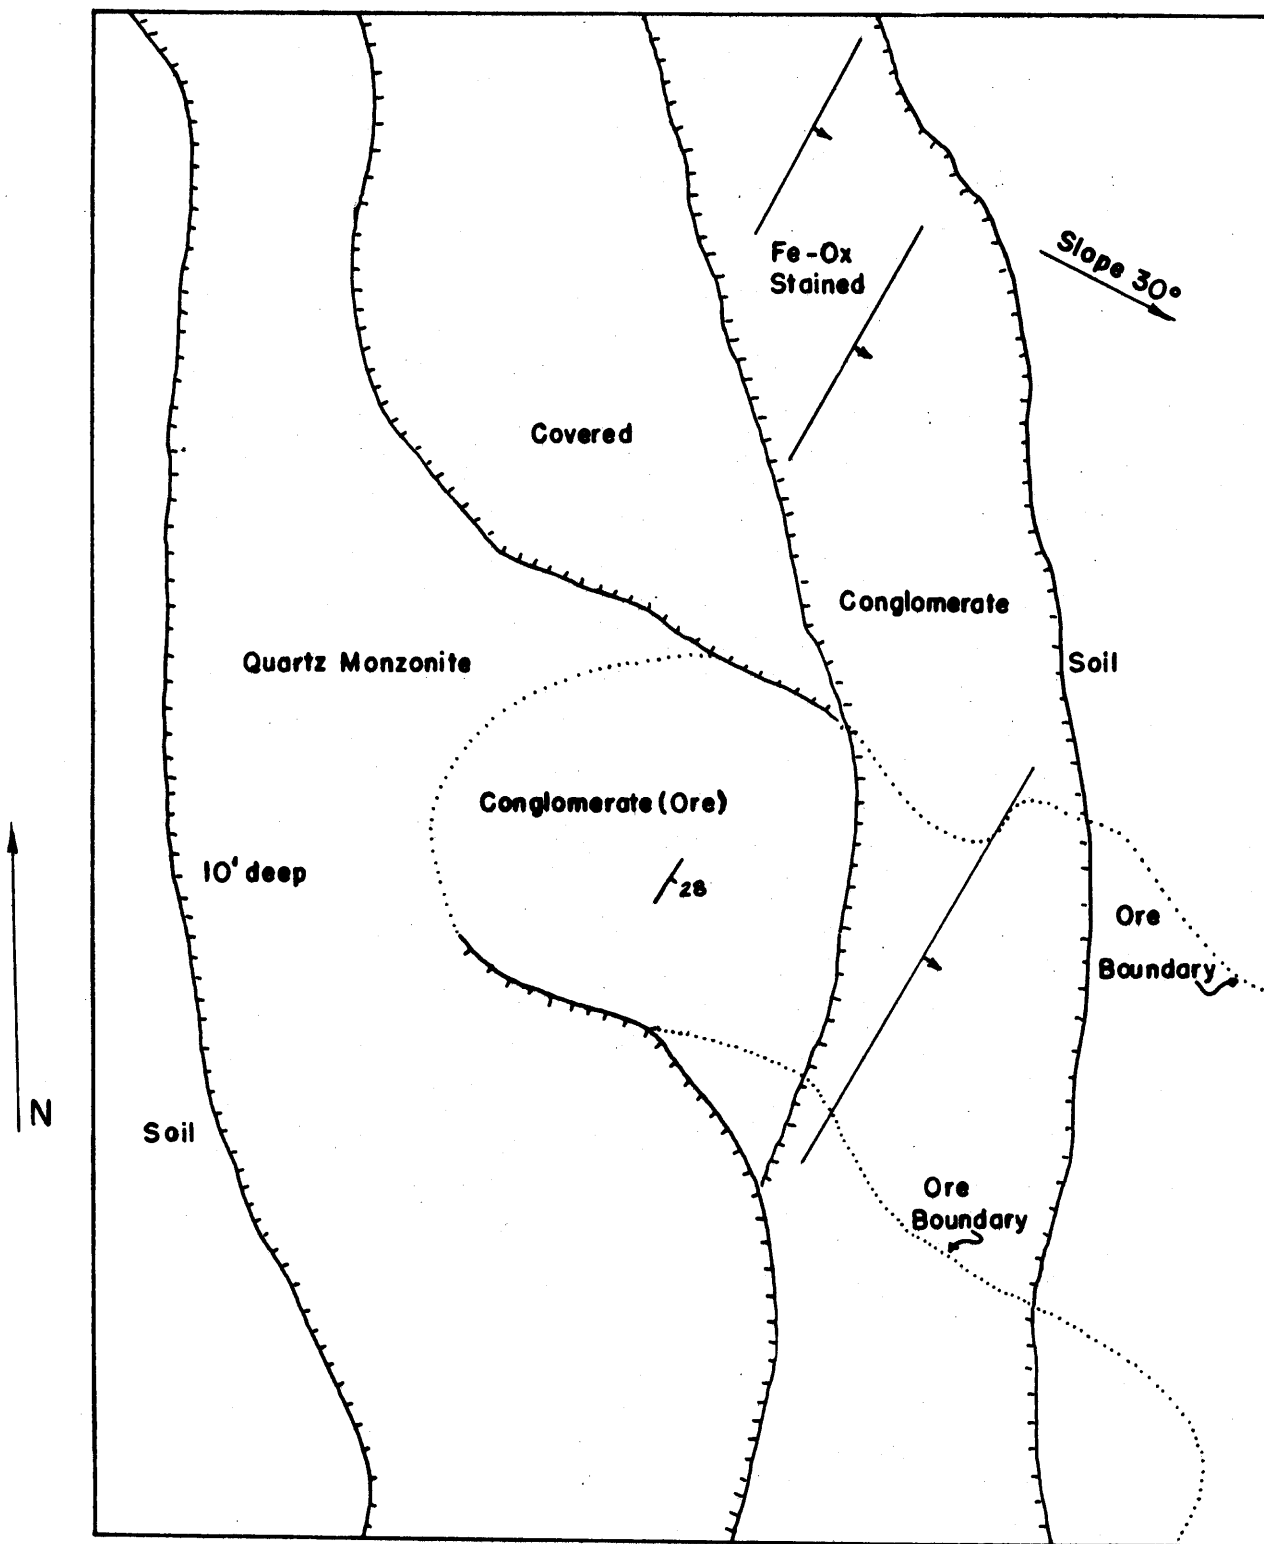 Fe-Ox
Stained
Slope 30°
Covered
Conglomerate
Quartz Monzonite
Soil
Conglomerate (Ore)
10' deep
28
Ore
Boundary
N
Soil
Ore
Boundary